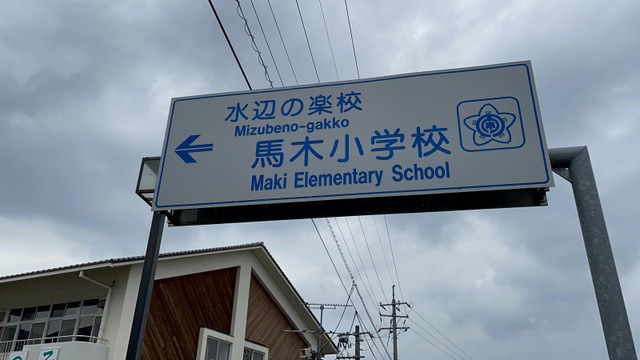 水辺の楽校
Mizubeno-gakko
馬木小学校
Maki Elementary School